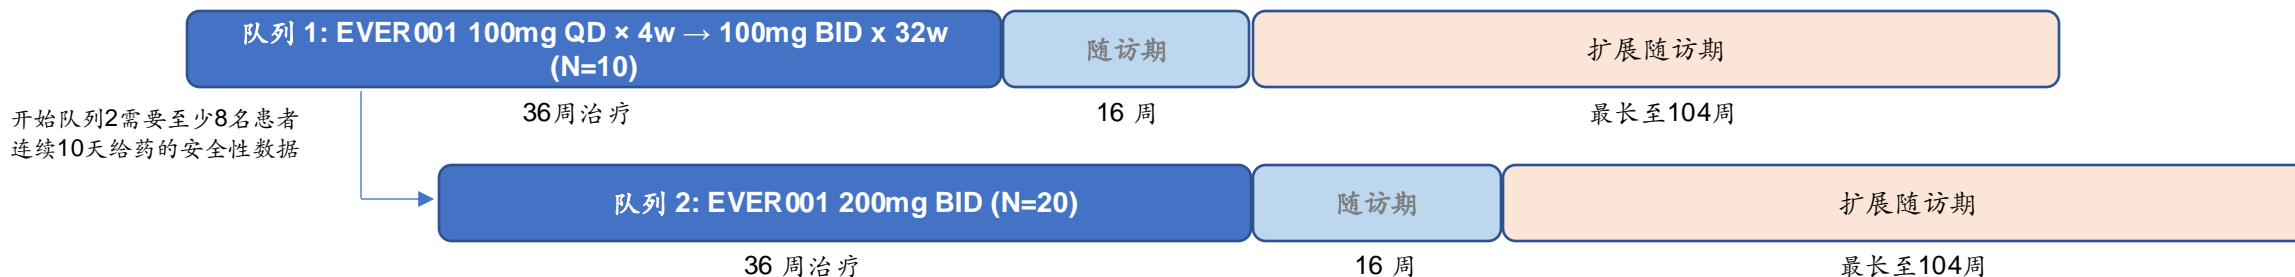 队列 1: EVER001 100mg QD × 4w → 100mg BID x 32w
(N=10)
随访期
扩展随访期
36周治疗
16 周
最长至104周
开始队列2需要至少8名患者
连续10天给药的安全性数据
队列 2: EVER001 200mg BID (N=20)
随访期
扩展随访期
36 周治疗
16 周
最长至104周